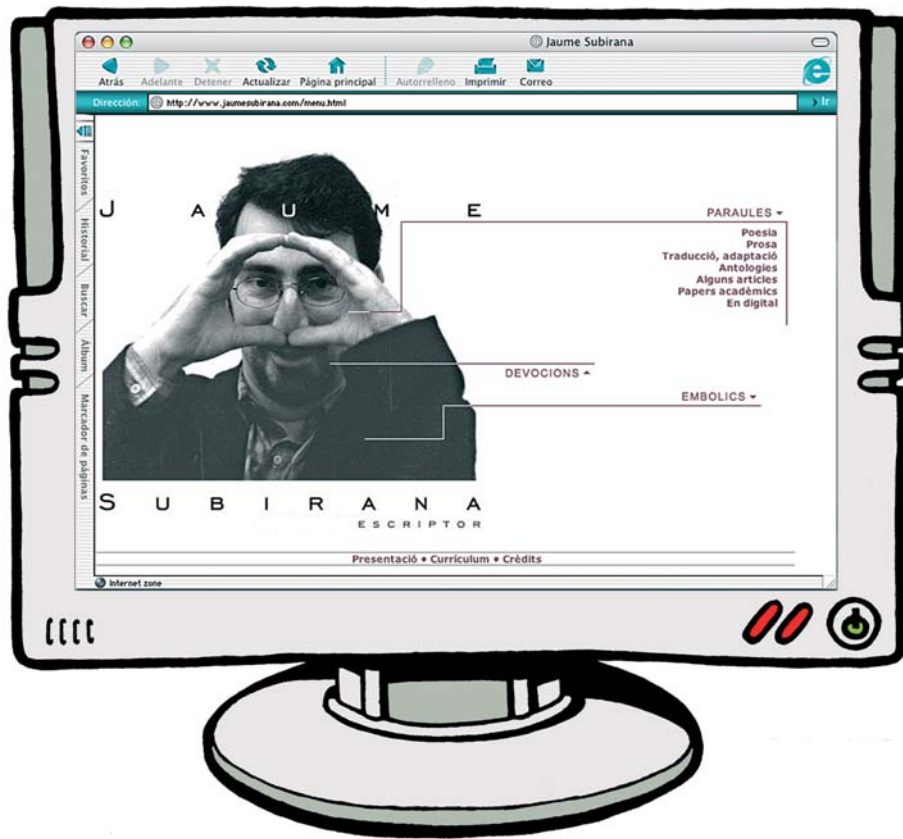 Jaume Subirana
Atrás Adelante Detener Actualizar Página principal Autorrelleno Imprimir Correo
Dirección: http://www.jaumesubirana.com/menu.html Ir
Favoritos
Historial
Buscar
Álbum
Marcador de páginas
JAUME
PARAULES
Poesia
Prosa
Traducció, adaptació
Antologies
Alguns articles
Papers acadèmics
En digital
DEVOCIONS
EMBOLICS
SUBIRANA
ESCRIPTOR
Presentació • Currículum • Crèdits
Internet zone